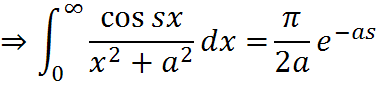 ⇒ ∫₀^∞ (cos sx)/(x² + a²) dx = (π/2a) e^{−as}